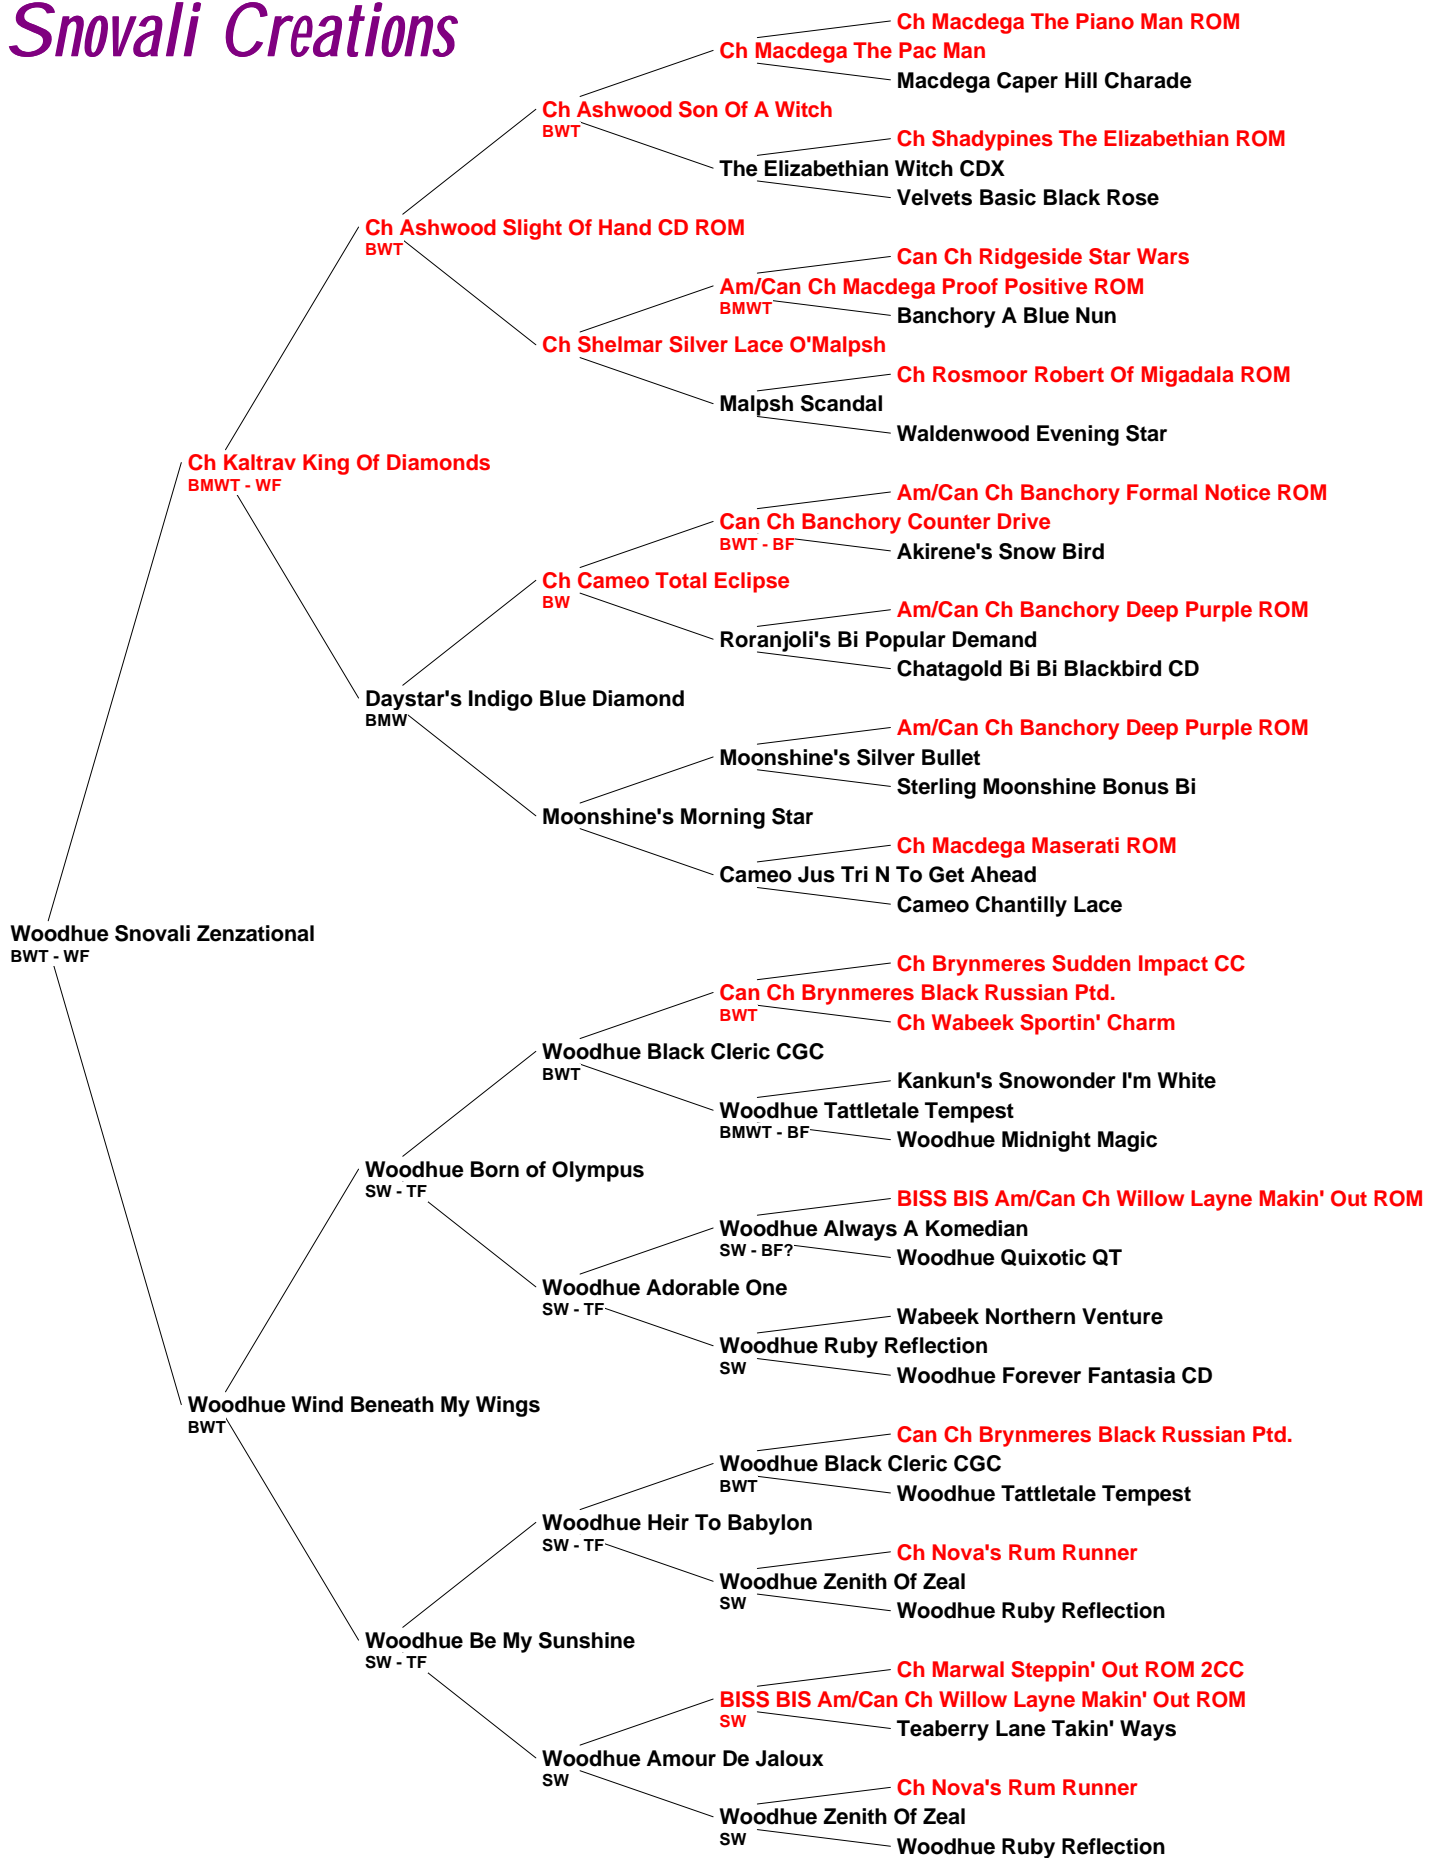 Snovali Creations
Ch Macdega The Piano Man ROM
Ch Macdega The Pac Man
Macdega Caper Hill Charade
Ch Ashwood Son Of A Witch
BWT
Ch Shadypines The Elizabethian ROM
The Elizabethian Witch CDX
Velvets Basic Black Rose
Ch Ashwood Slight Of Hand CD ROM
BWT
Can Ch Ridgeside Star Wars
Am/Can Ch Macdega Proof Positive ROM
BMWT
Banchory A Blue Nun
Ch Shelmar Silver Lace O'Malpsh
Ch Rosmoor Robert Of Migadala ROM
Malpsh Scandal
Waldenwood Evening Star
Ch Kaltrav King Of Diamonds
BMWT - WF
Am/Can Ch Banchory Formal Notice ROM
Can Ch Banchory Counter Drive
BWT - BF
Akirene's Snow Bird
Ch Cameo Total Eclipse
BW
Am/Can Ch Banchory Deep Purple ROM
Roranjoli's Bi Popular Demand
Chatagold Bi Bi Blackbird CD
Daystar's Indigo Blue Diamond
BMW
Am/Can Ch Banchory Deep Purple ROM
Moonshine's Silver Bullet
Sterling Moonshine Bonus Bi
Moonshine's Morning Star
Ch Macdega Maserati ROM
Cameo Jus Tri N To Get Ahead
Cameo Chantilly Lace
Woodhue Snovali Zenzational
BWT - WF
Ch Brynmeres Sudden Impact CC
Can Ch Brynmeres Black Russian Ptd.
BWT
Ch Wabeek Sportin' Charm
Woodhue Black Cleric CGC
BWT
Kankun's Snowonder I'm White
Woodhue Tattletale Tempest
BMWT - BF
Woodhue Midnight Magic
Woodhue Born of Olympus
SW - TF
BISS BIS Am/Can Ch Willow Layne Makin' Out ROM
Woodhue Always A Komedian
SW - BF?
Woodhue Quixotic QT
Woodhue Adorable One
SW - TF
Wabeek Northern Venture
Woodhue Ruby Reflection
SW
Woodhue Forever Fantasia CD
Woodhue Wind Beneath My Wings
BWT
Can Ch Brynmeres Black Russian Ptd.
Woodhue Black Cleric CGC
BWT
Woodhue Tattletale Tempest
Woodhue Heir To Babylon
SW - TF
Ch Nova's Rum Runner
Woodhue Zenith Of Zeal
SW
Woodhue Ruby Reflection
Woodhue Be My Sunshine
SW - TF
Ch Marwal Steppin' Out ROM 2CC
BISS BIS Am/Can Ch Willow Layne Makin' Out ROM
SW
Teaberry Lane Takin' Ways
Woodhue Amour De Jaloux
SW
Ch Nova's Rum Runner
Woodhue Zenith Of Zeal
SW
Woodhue Ruby Reflection